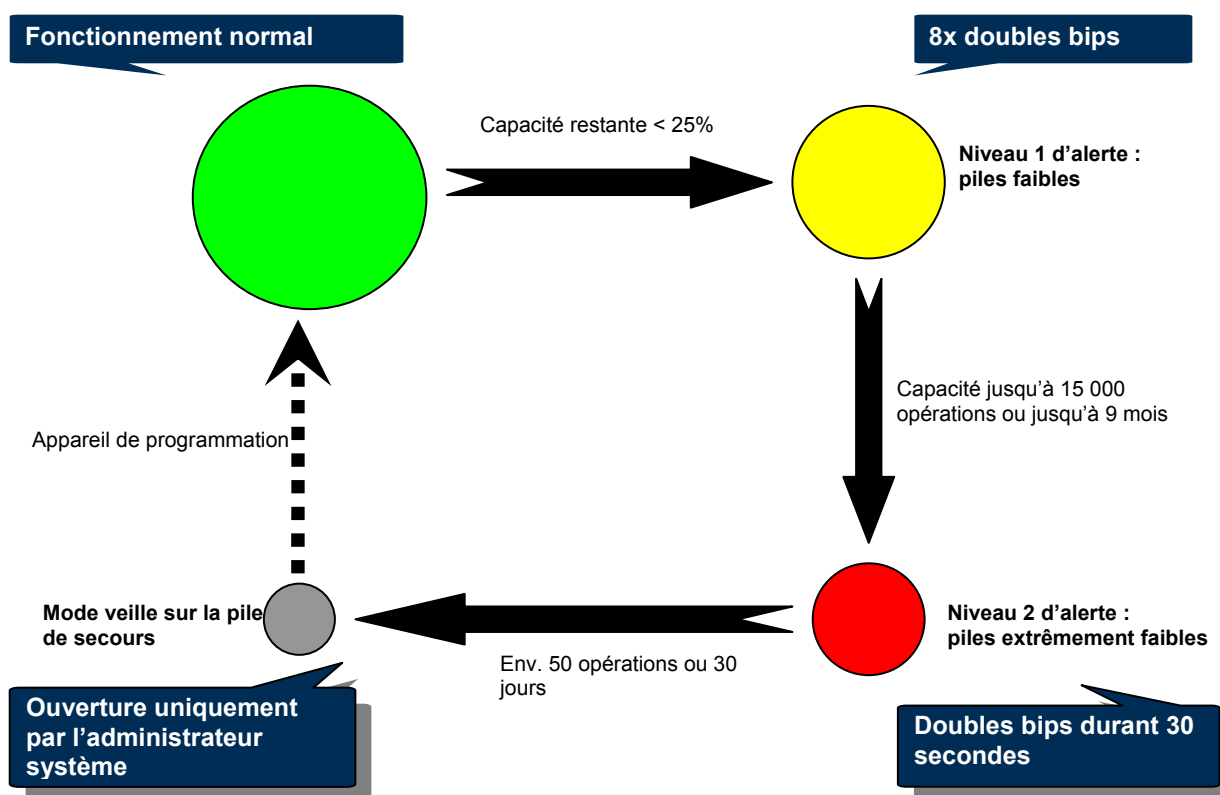 Fonctionnement normal
8x doubles bips
Capacité restante < 25%
Niveau 1 d’alerte :
piles faibles
Capacité jusqu’à 15 000
opérations ou jusqu’à 9 mois
Appareil de programmation
Mode veille sur la pile
de secours
Niveau 2 d’alerte :
piles extrêmement faibles
Env. 50 opérations ou 30
jours
Ouverture uniquement
par l’administrateur
système
Doubles bips durant 30
secondes